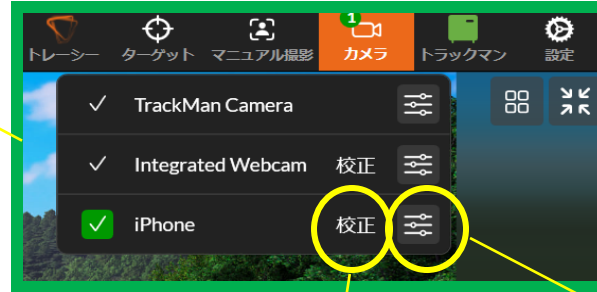 1
トレーシー ターゲット マニュアル撮影 カメラ トラックマン 設定
TrackMan Camera
Integrated Webcam 校正
iPhone 校正